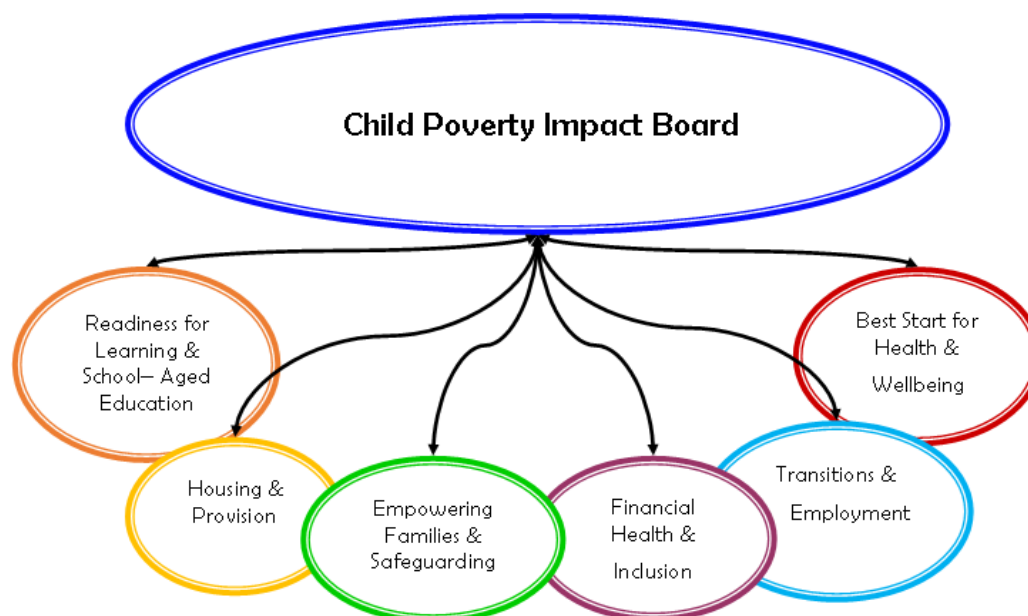 Child Poverty Impact Board
Readiness for
Learning &
School– Aged
Education
Best Start for
Health &
Wellbeing
Housing &
Provision
Empowering
Families &
Safeguarding
Financial
Health &
Inclusion
Transitions &
Employment